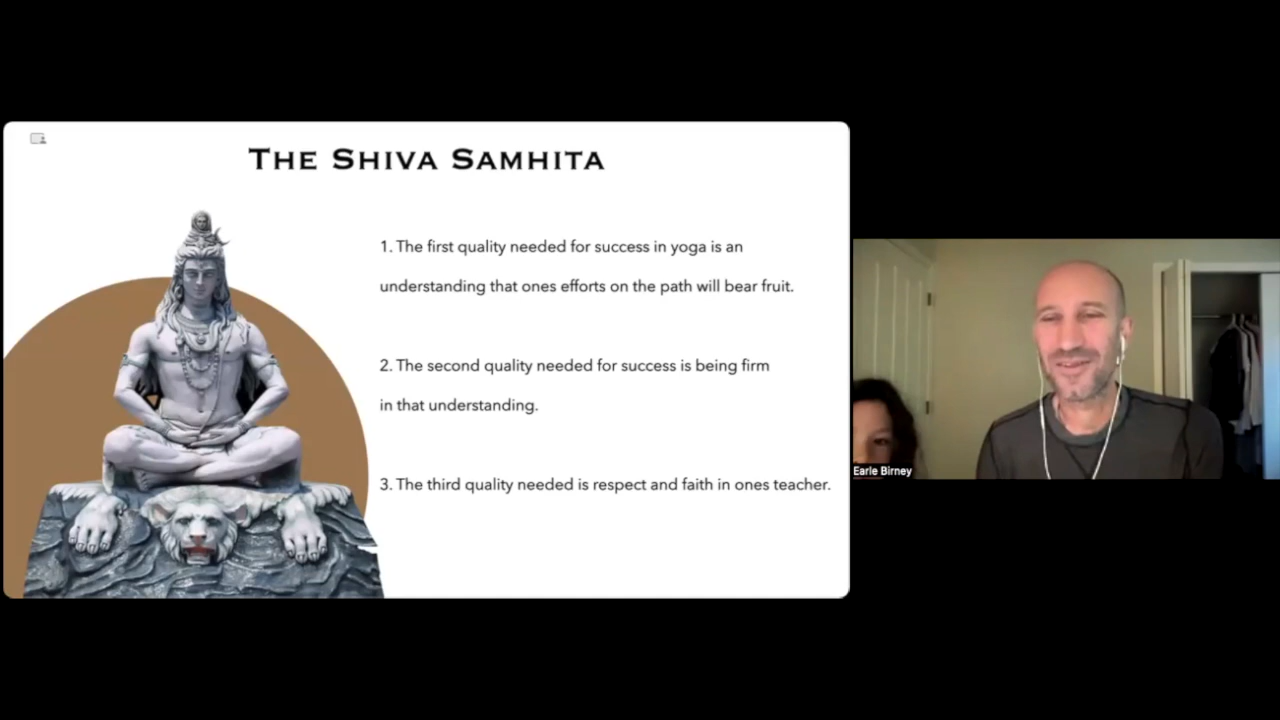 THE SHIVA SAMHITA
1. The first quality needed for success in yoga is an
understanding that ones efforts on the path will bear fruit.
2. The second quality needed for success is being firm
in that understanding.
3. The third quality needed is respect and faith in ones teacher.
Earle Birney